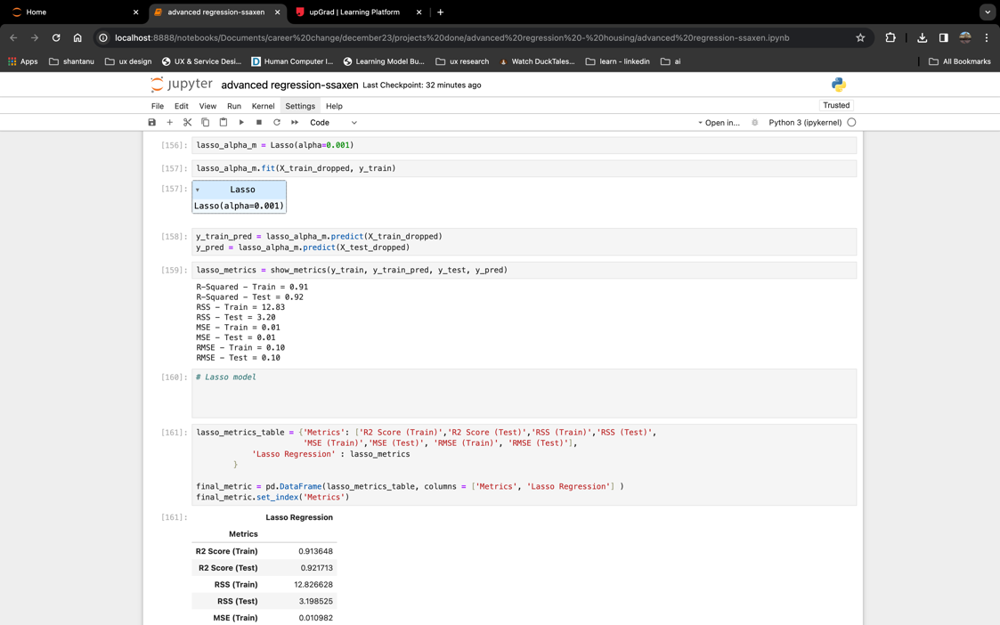 Home
advanced regression-ssaxen
upGrad | Learning Platform
localhost:8888/notebooks/Documents/career%20change/december23/projects%20done/advanced%20regression%20-%20housing/advanced%20regression-ssaxen.ipynb
Apps
shantanu
ux design
UX & Service Desi...
Human Computer I...
Learning Model Bu...
ux research
Watch DuckTales...
learn - linkedin
ai
All Bookmarks
jupyter advanced regression-ssaxen Last Checkpoint: 32 minutes ago
File Edit View Run Kernel Settings Help
Trusted
Code
Open in...
Python 3 (ipykernel)
[156]: lasso_alpha_m = Lasso(alpha=0.001)
[157]: lasso_alpha_m.fit(X_train_dropped, y_train)
[157]: Lasso
Lasso(alpha=0.001)
[158]: y_train_pred = lasso_alpha_m.predict(X_train_dropped)
y_pred = lasso_alpha_m.predict(X_test_dropped)
[159]: lasso_metrics = show_metrics(y_train, y_train_pred, y_test, y_pred)
R-Squared - Train = 0.91
R-Squared - Test = 0.92
RSS - Train = 12.83
RSS - Test = 3.20
MSE - Train = 0.01
MSE - Test = 0.01
RMSE - Train = 0.10
RMSE - Test = 0.10
[160]: # Lasso model
[161]: lasso_metrics_table = {'Metrics': ['R2 Score (Train)','R2 Score (Test)','RSS (Train)','RSS (Test)',
'MSE (Train)','MSE (Test)', 'RMSE (Train)', 'RMSE (Test)'],
'Lasso Regression' : lasso_metrics
}
final_metric = pd.DataFrame(lasso_metrics_table, columns = ['Metrics', 'Lasso Regression'] )
final_metric.set_index('Metrics')
[161]: Lasso Regression
Metrics
R2 Score (Train) 0.913648
R2 Score (Test) 0.921713
RSS (Train) 12.826628
RSS (Test) 3.198525
MSE (Train) 0.010982